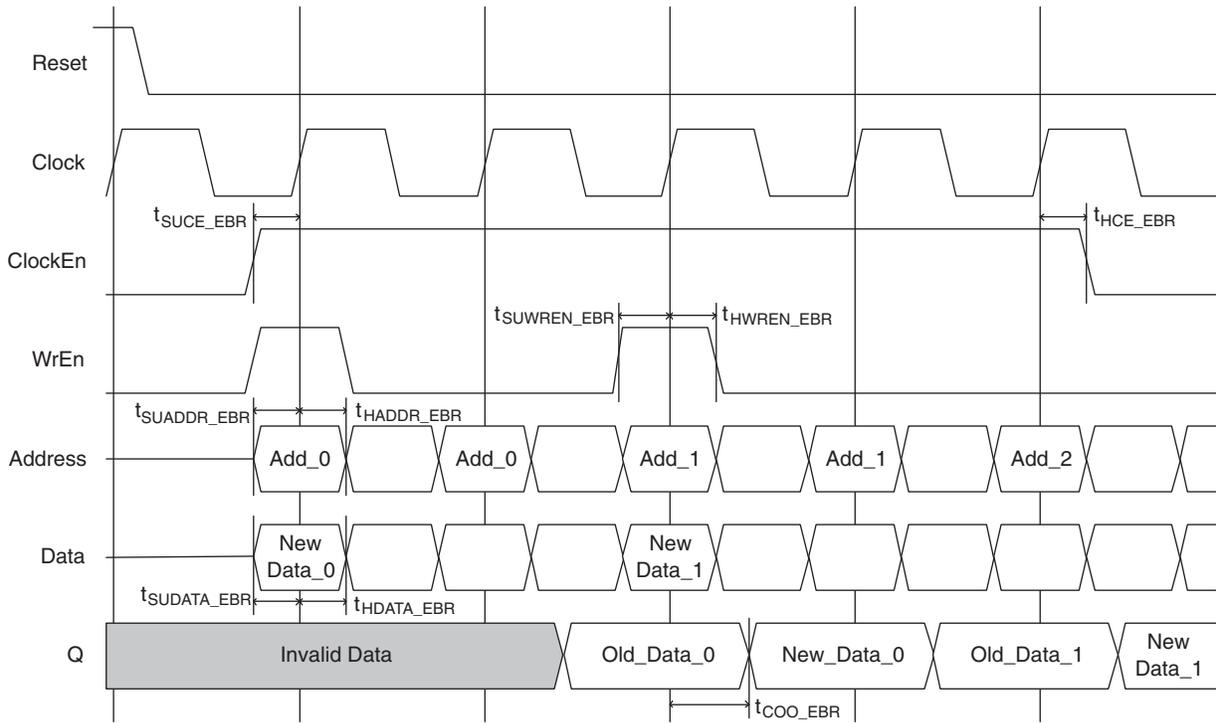 Reset
Clock
tSUCE_EBR
tHCE_EBR
ClockEn
tSUWREN_EBR
tHWREN_EBR
WrEn
tSUADDR_EBR
tHADDR_EBR
Address
Add_0
Add_0
Add_1
Add_1
Add_2
Data
New
Data_0
New
Data_1
tSUDATA_EBR
tHDATA_EBR
Q
Invalid Data
Old_Data_0
New_Data_0
Old_Data_1
New
Data_1
tCOO_EBR